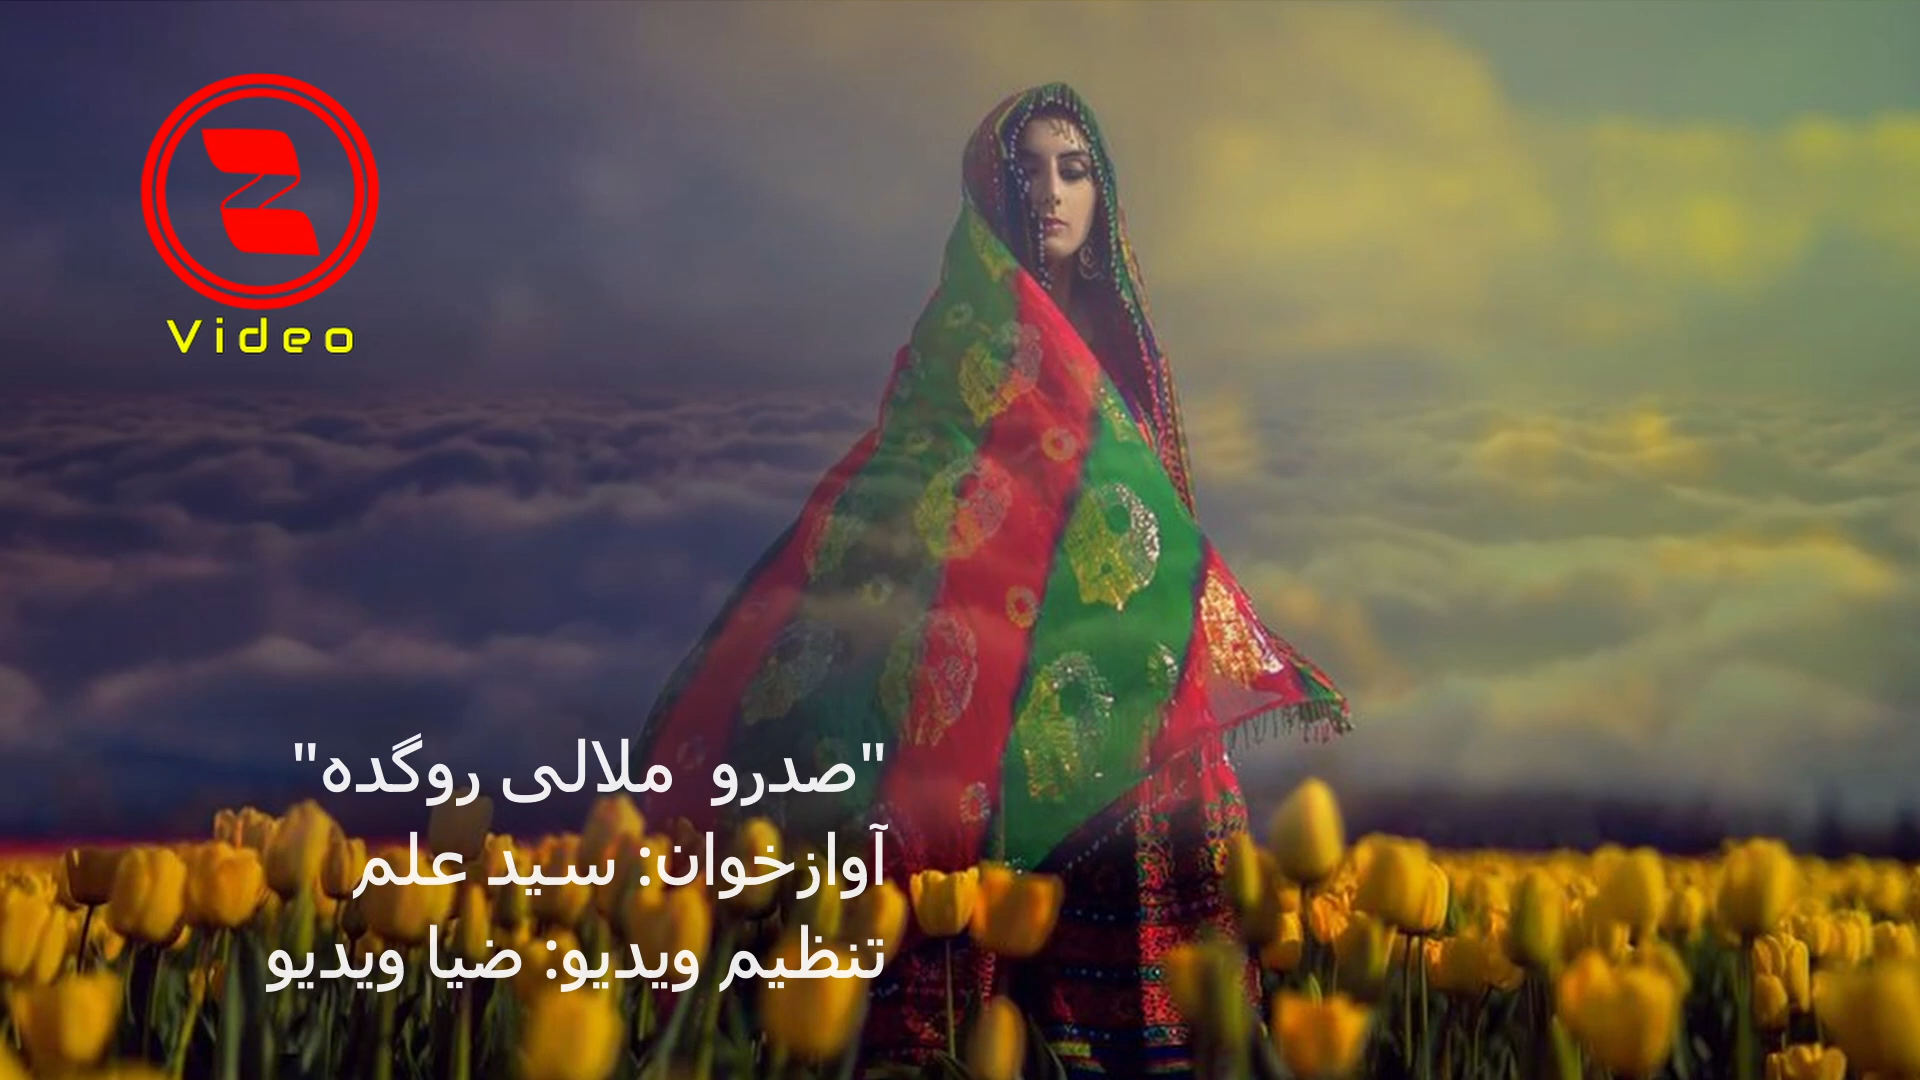 Video
"صدرو ملالی روگده"
آوازخوان: سید علم
تنظیم ویدیو: ضیا ویدیو